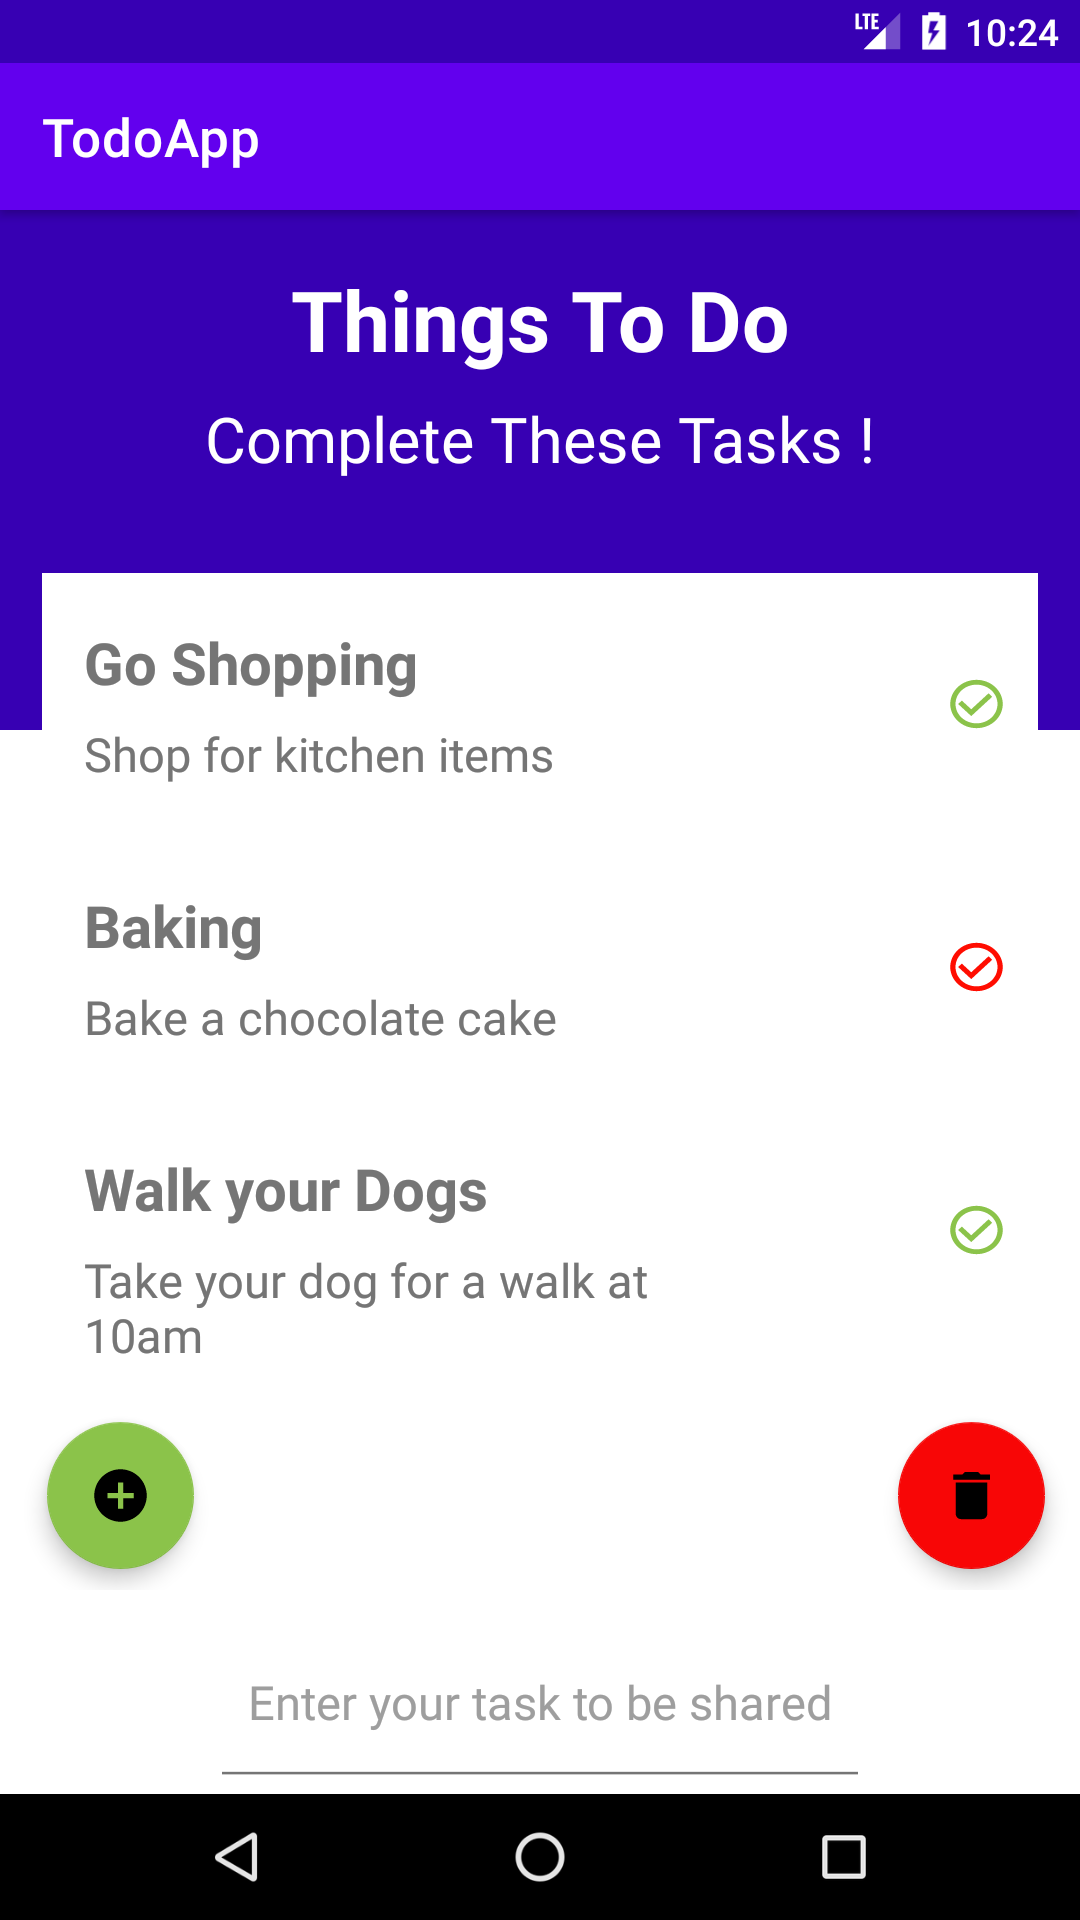 LTE 10:24
TodoApp
Things To Do
Complete These Tasks !
Go Shopping
Shop for kitchen items
Baking
Bake a chocolate cake
Walk your Dogs
Take your dog for a walk at
10am
Enter your task to be shared